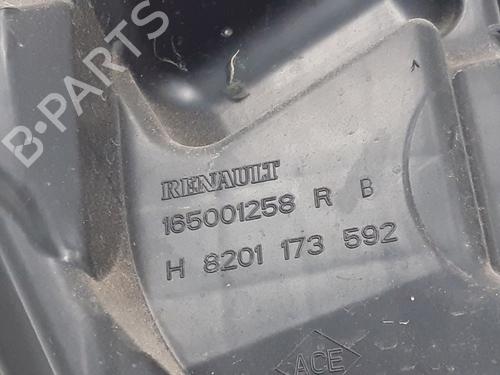 B-PARTS
RENAULT
165001258 R B
H 8201 173 592
ACE